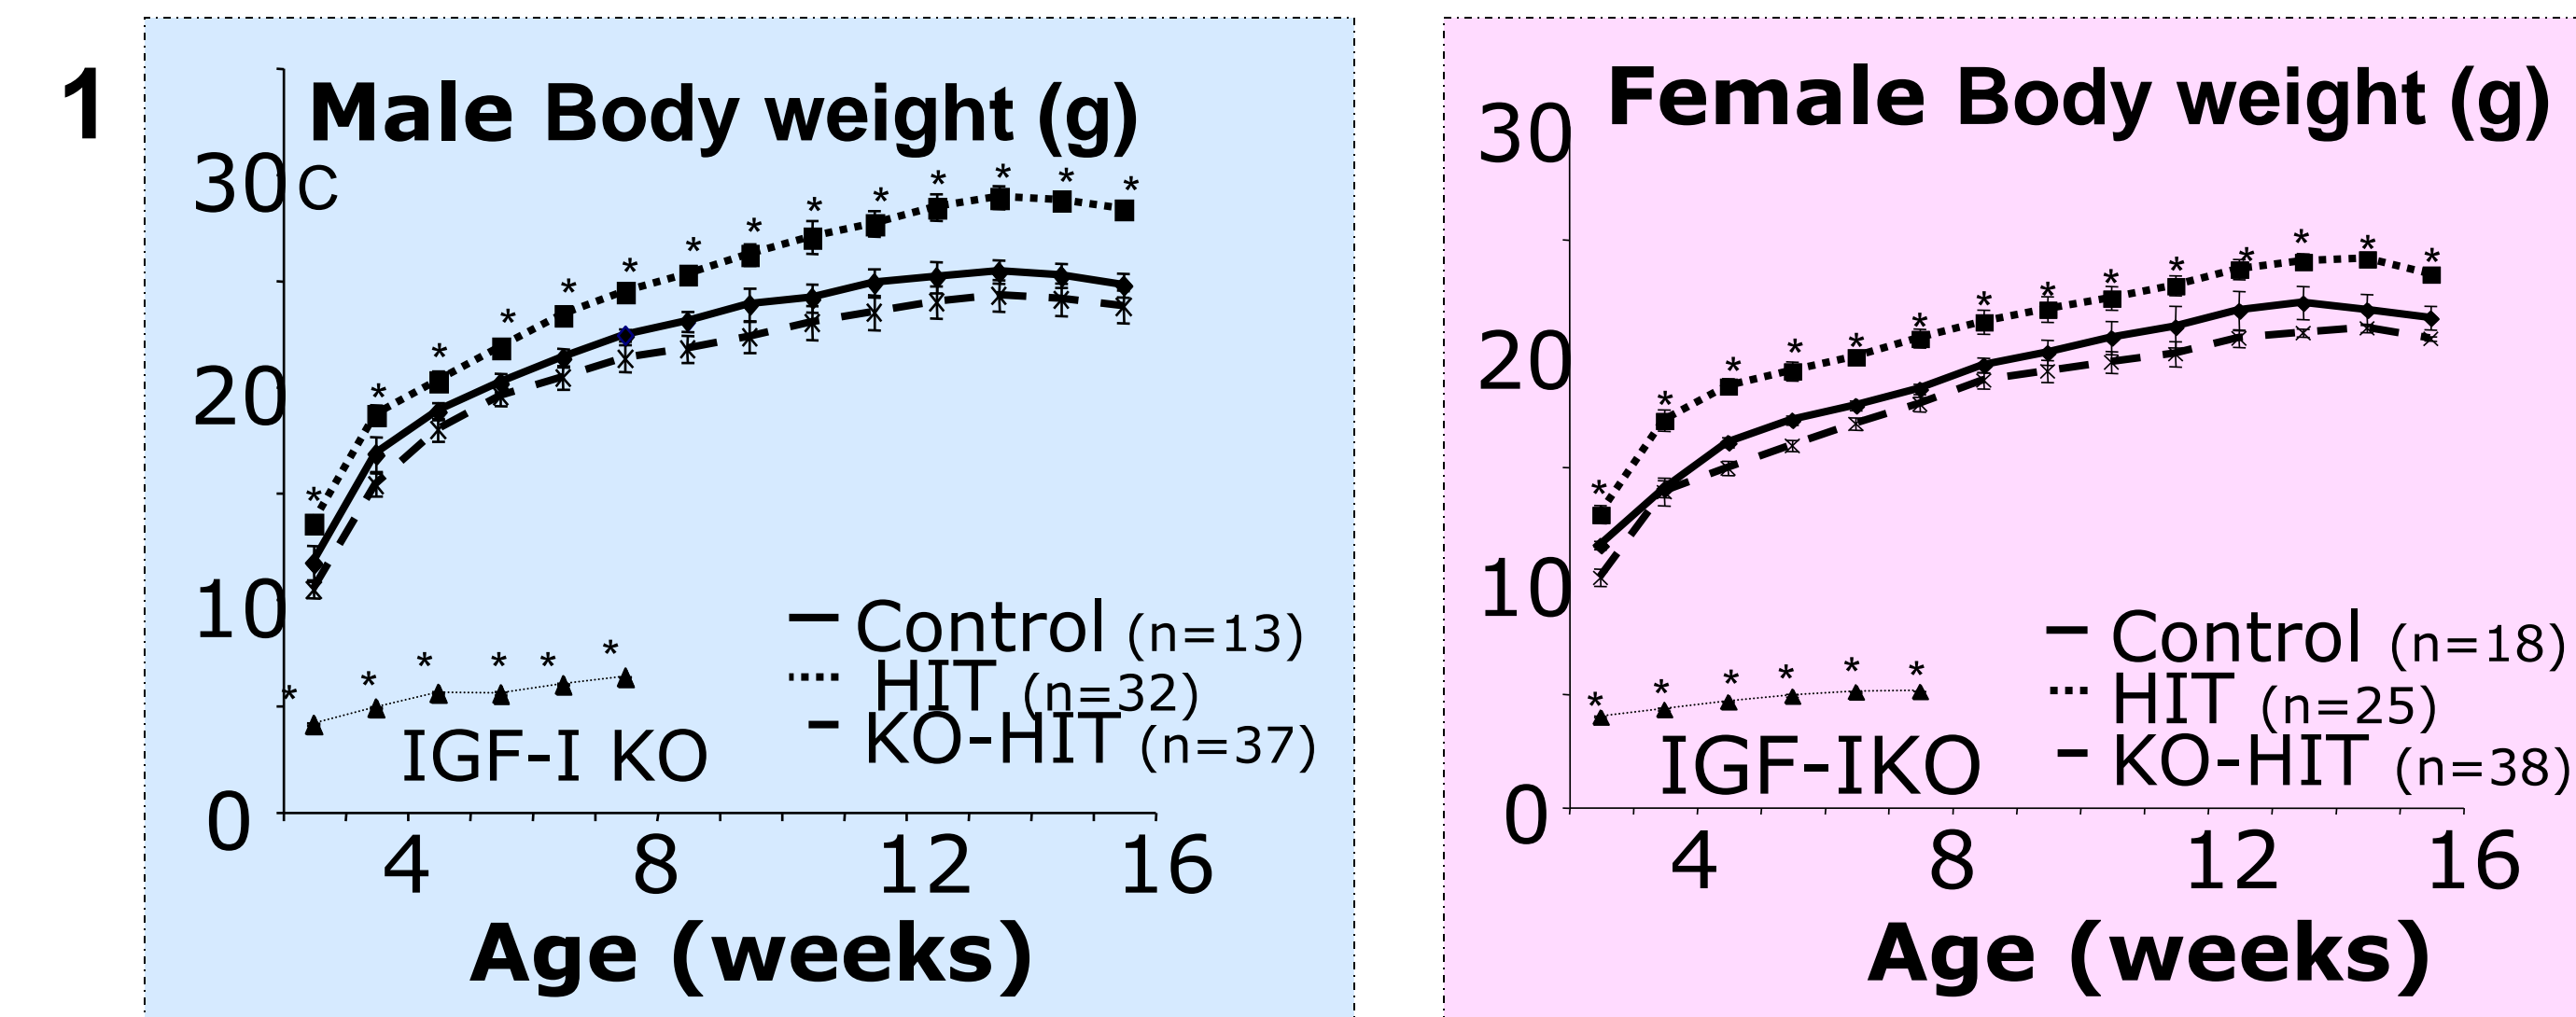 1
Male Body weight (g)
30
C
20
10
0
Control (n=13)
HIT (n=32)
KO-HIT (n=37)
IGF-I KO
4 8 12 16
Age (weeks)
Female Body weight (g)
30
20
10
0
Control (n=18)
HIT (n=25)
KO-HIT (n=38)
IGF-IKO
4 8 12 16
Age (weeks)